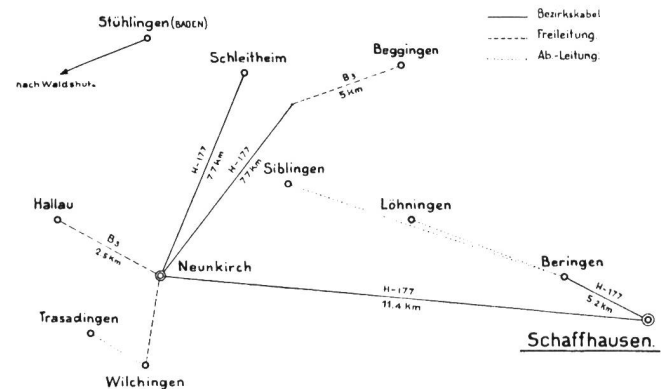 Stühlingen (BADEN)
nach Waldshut.
Schleitheim
Beggingen
Bezirkskabel
Freileitung.
Ab.-Leitung.
B3
5 km
H-177
7.7 km
H-177
7.7 km
Siblingen
Löhningen
Hallau
B3
2.5 km
Neunkirch
Beringen
H-177
11.4 km
H-177
5.2 km
Trasadingen
Wilchingen
Schaffhausen.